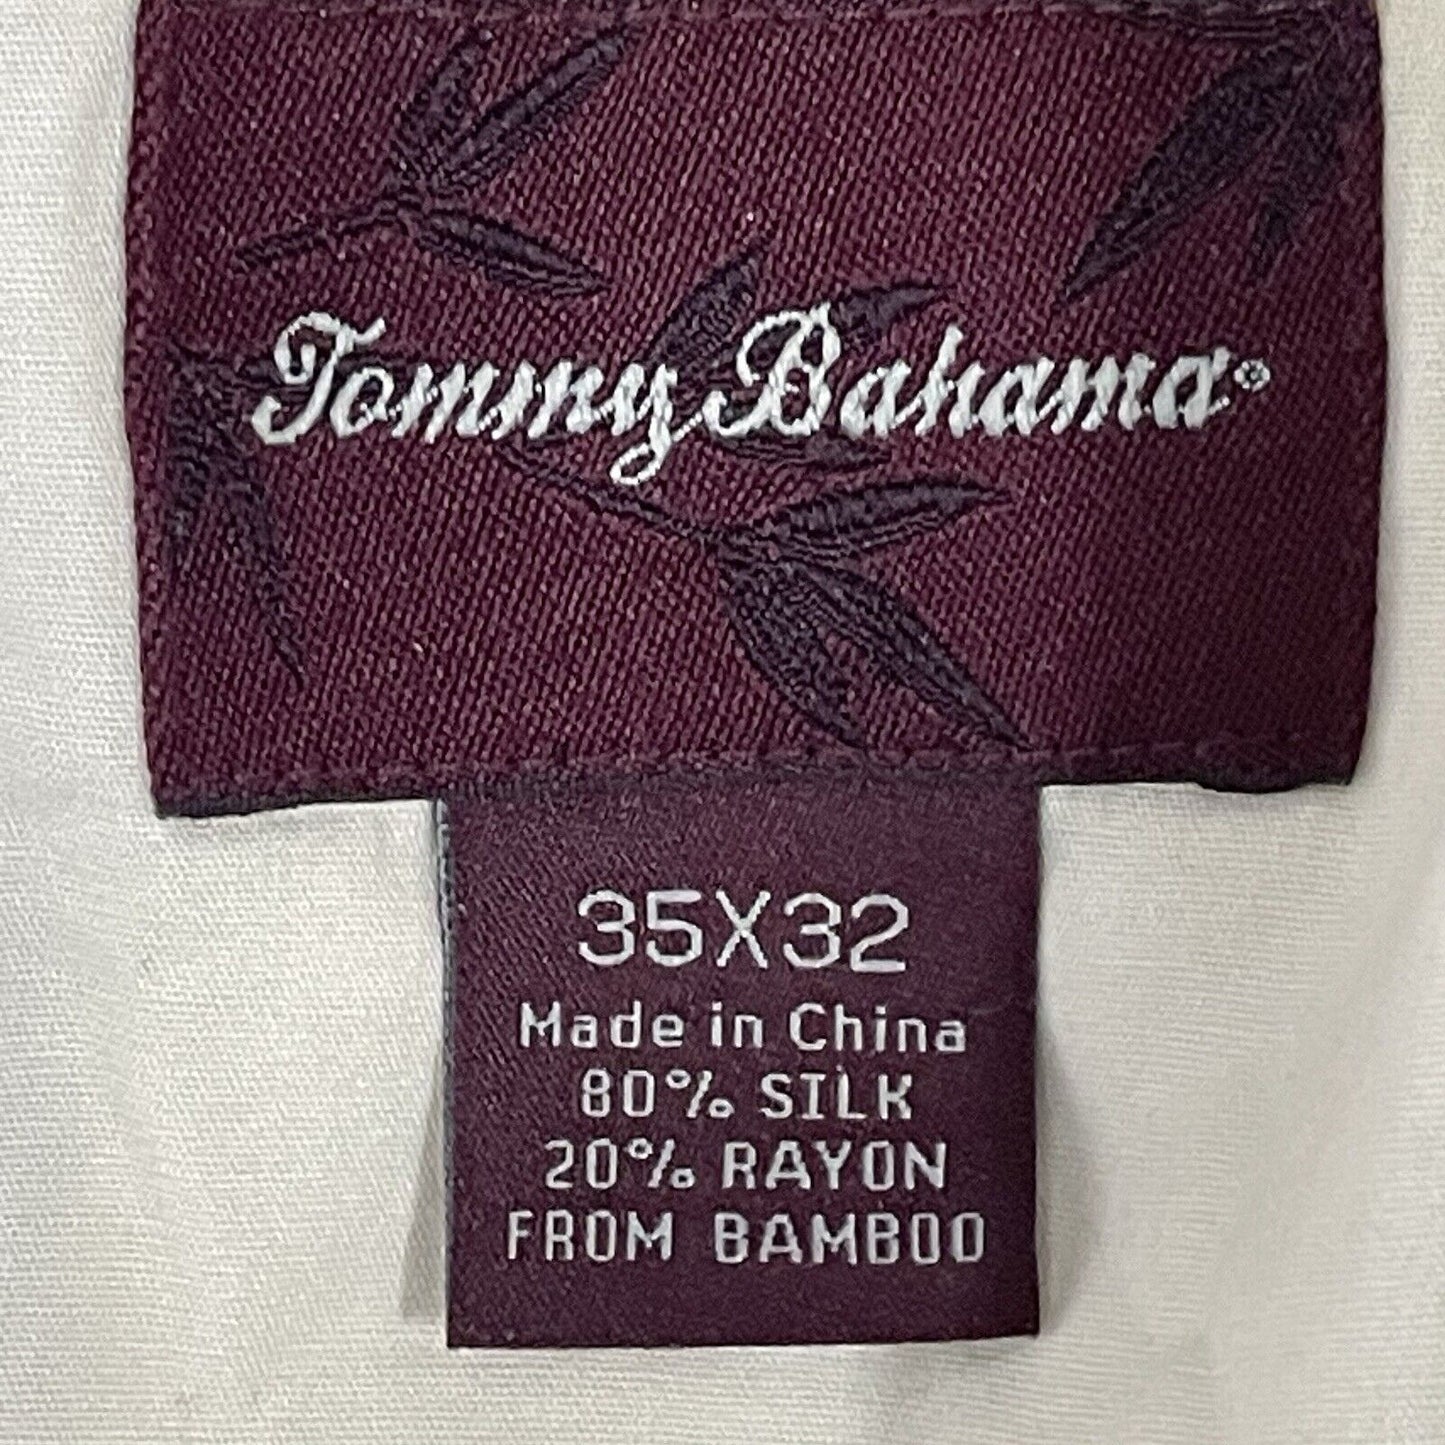 Tommy Bahama®
35X32
Made in China
80% SILK
20% RAYON
FROM BAMBOO